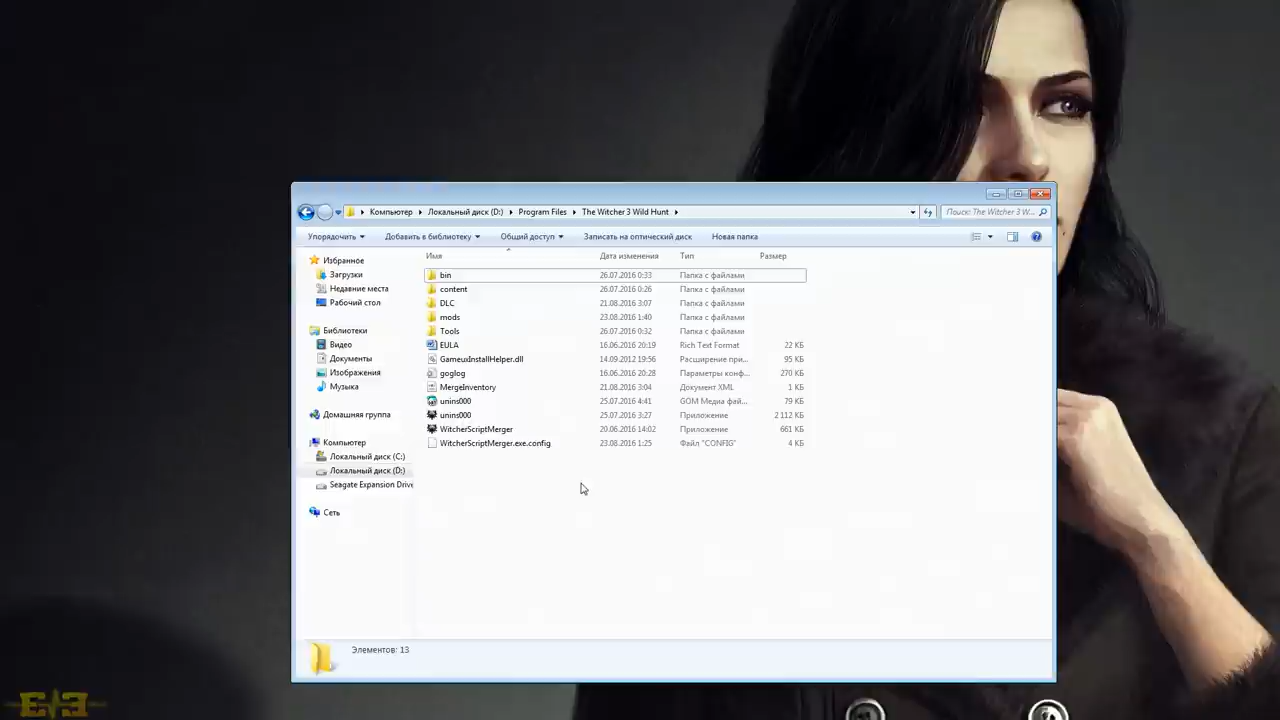 Компьютер Локальный диск (D:) Program Files The Witcher 3 Wild Hunt Поиск: The Witcher 3 W...
Упорядочить Добавить в библиотеку Общий доступ Записать на оптический диск Новая папка
Имя Дата изменения Тип Размер
Избранное
Загрузки
Недавние места
Рабочий стол
Библиотеки
Видео
Документы
Изображения
Музыка
Домашняя группа
Компьютер
Локальный диск (C:)
Локальный диск (D:)
Seagate Expansion Drive
Сеть
bin 26.07.2016 0:33 Папка с файлами
content 26.07.2016 0:26 Папка с файлами
DLC 21.08.2016 3:07 Папка с файлами
mods 23.08.2016 1:40 Папка с файлами
Tools 26.07.2016 0:32 Папка с файлами
EULA 16.06.2016 20:19 Rich Text Format 22 КБ
GameuxInstallHelper.dll 14.09.2012 19:56 Расширение при... 95 КБ
goglog 16.06.2016 20:28 Параметры конф... 270 КБ
MergeInventory 21.08.2016 3:04 Документ XML 1 КБ
unins000 25.07.2016 4:41 GOM Медиа фай... 79 КБ
unins000 25.07.2016 3:27 Приложение 2 112 КБ
WitcherScriptMerger 20.06.2016 14:02 Приложение 661 КБ
WitcherScriptMerger.exe.config 23.08.2016 1:25 Файл "CONFIG" 4 КБ
Элементов: 13